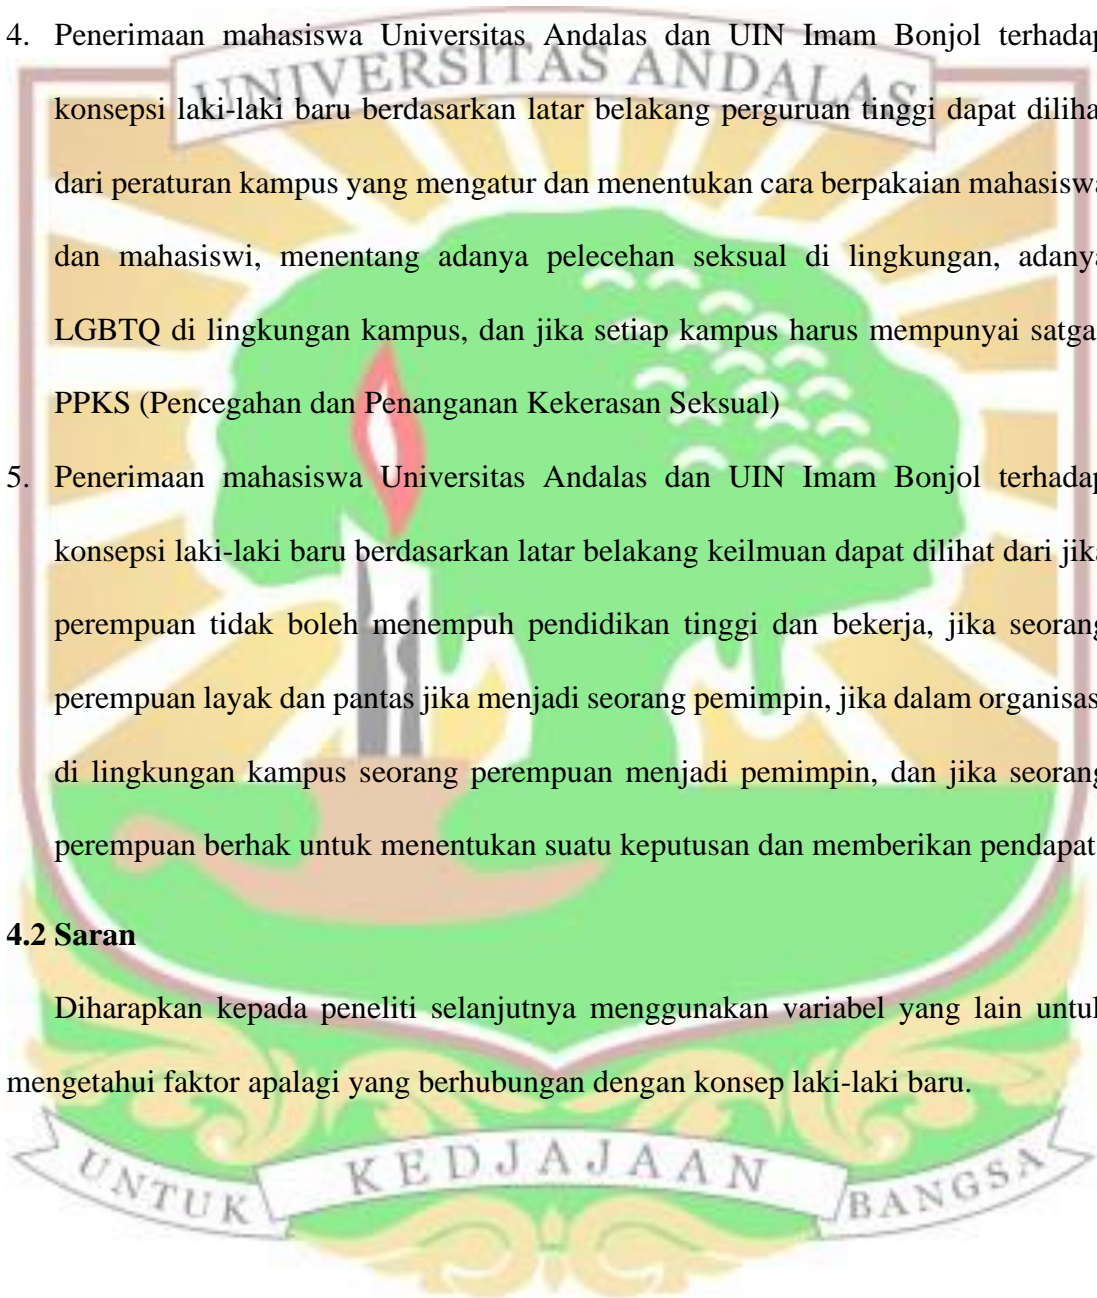 4. Penerimaan mahasiswa Universitas Andalas dan UIN Imam Bonjol terhadap
UNIVERSITAS ANDALAS
konsepsi laki-laki baru berdasarkan latar belakang perguruan tinggi dapat diliha
dari peraturan kampus yang mengatur dan menentukan cara berpakaian mahasiswa
dan mahasiswi, menentang adanya pelecehan seksual di lingkungan, adanya
LGBTQ di lingkungan kampus, dan jika setiap kampus harus mempunyai satga
PPKS (Pencegahan dan Penanganan Kekerasan Seksual)
5. Penerimaan mahasiswa Universitas Andalas dan UIN Imam Bonjol terhadap
konsepsi laki-laki baru berdasarkan latar belakang keilmuan dapat dilihat dari jika
perempuan tidak boleh menempuh pendidikan tinggi dan bekerja, jika seorang
perempuan layak dan pantas jika menjadi seorang pemimpin, jika dalam organisas
di lingkungan kampus seorang perempuan menjadi pemimpin, dan jika seorang
perempuan berhak untuk menentukan suatu keputusan dan memberikan pendapat
4.2 Saran
Diharapkan kepada peneliti selanjutnya menggunakan variabel yang lain untuk
mengetahui faktor apalagi yang berhubungan dengan konsep laki-laki baru.
UNTUK KEDJAJAAN BANGSA